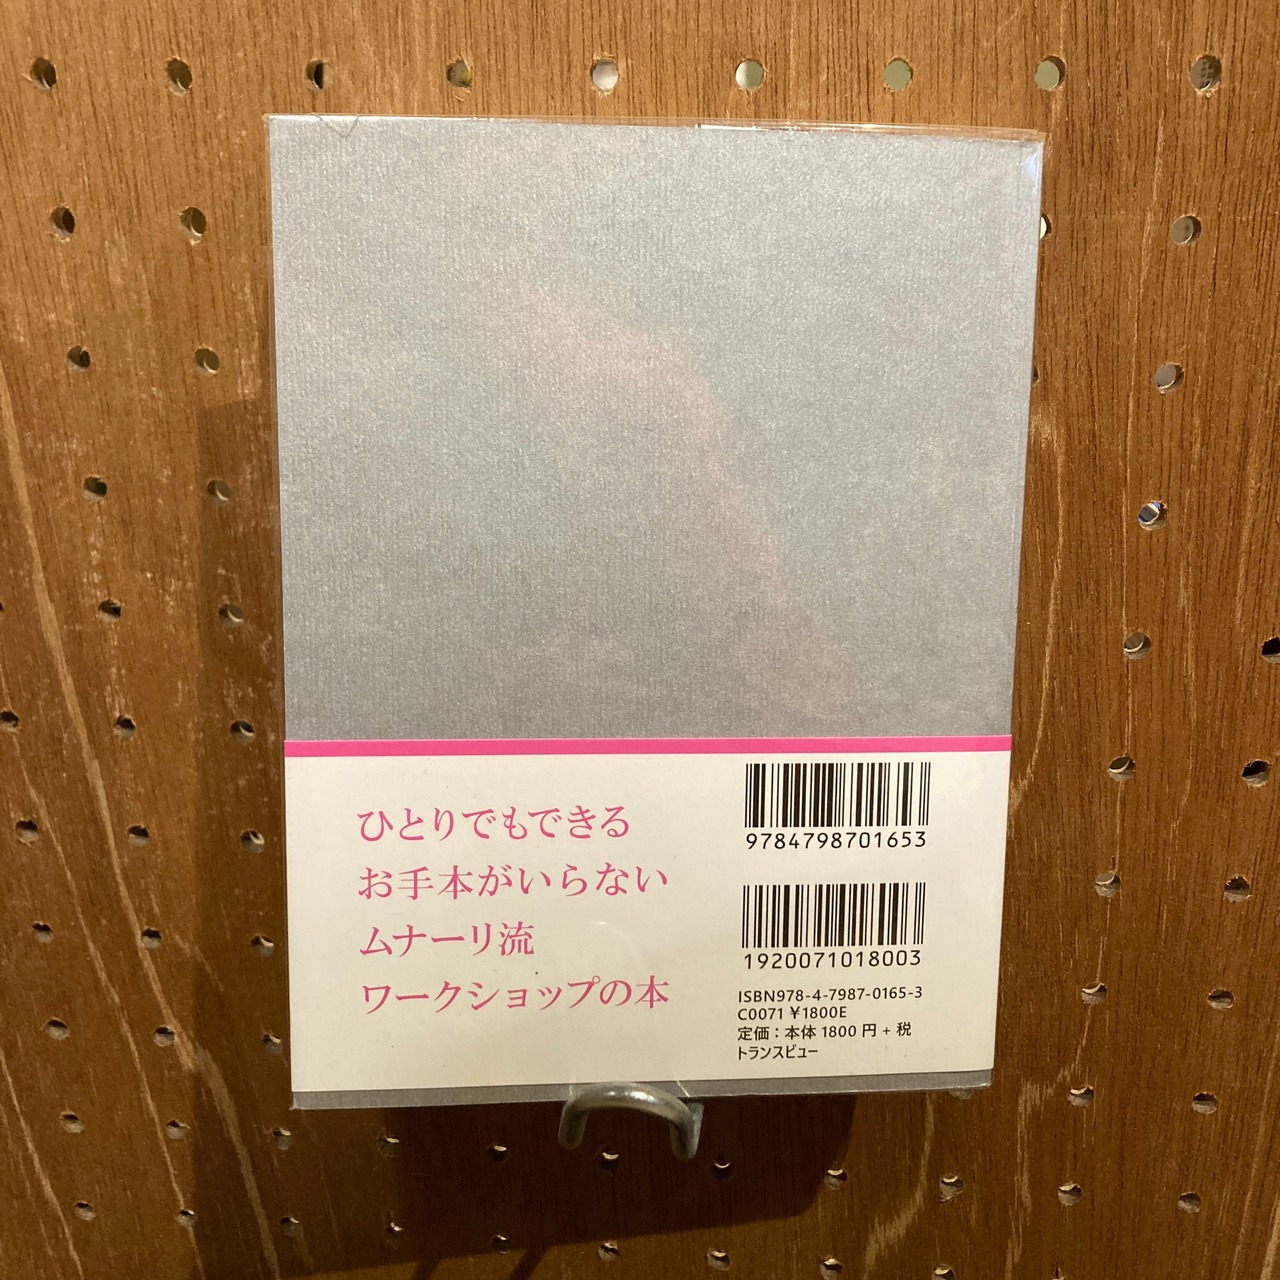 ひとりでもできる
お手本がいらない
ムナーリ流
ワークショップの本
9784798701653
1920071018003
ISBN978-4-7987-0165-3
C0071 ¥1800E
定価：本体 1800 円 + 税
トランスビュー